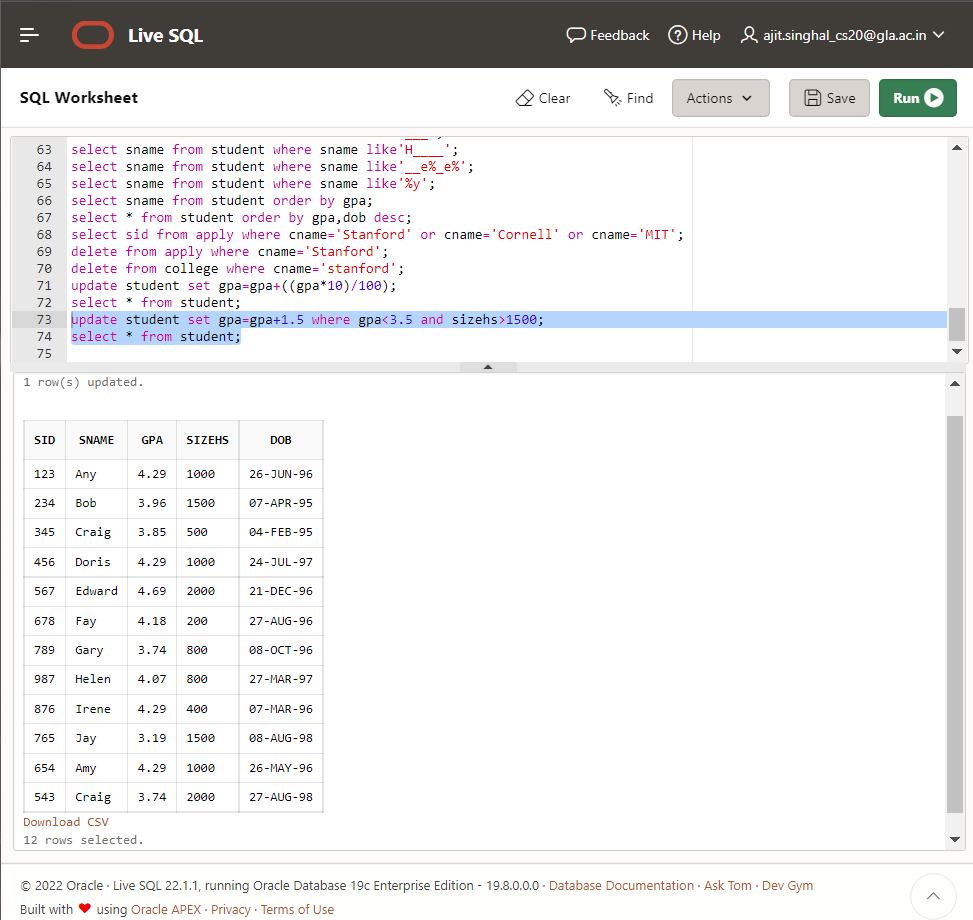 Live SQL
Feedback
Help
ajit.singhal_cs20@gla.ac.in
SQL Worksheet
Clear
Find
Actions
Save
Run
63 select sname from student where sname like'H____';
64 select sname from student where sname like'__e%_e%';
65 select sname from student where sname like'%y';
66 select sname from student order by gpa;
67 select * from student order by gpa,dob desc;
68 select sid from apply where cname='Stanford' or cname='Cornell' or cname='MIT';
69 delete from apply where cname='Stanford';
70 delete from college where cname='stanford';
71 update student set gpa=gpa+((gpa*10)/100);
72 select * from student;
73 update student set gpa=gpa+1.5 where gpa<3.5 and sizehs>1500;
74 select * from student;
75
1 row(s) updated.
SID SNAME GPA SIZEHS DOB
123 Any 4.29 1000 26-JUN-96
234 Bob 3.96 1500 07-APR-95
345 Craig 3.85 500 04-FEB-95
456 Doris 4.29 1000 24-JUL-97
567 Edward 4.69 2000 21-DEC-96
678 Fay 4.18 200 27-AUG-96
789 Gary 3.74 800 08-OCT-96
987 Helen 4.07 800 27-MAR-97
876 Irene 4.29 400 07-MAR-96
765 Jay 3.19 1500 08-AUG-98
654 Amy 4.29 1000 26-MAY-96
543 Craig 3.74 2000 27-AUG-98
Download CSV
12 rows selected.
© 2022 Oracle · Live SQL 22.1.1, running Oracle Database 19c Enterprise Edition - 19.8.0.0.0 · Database Documentation · Ask Tom · Dev Gym
Built with ❤ using Oracle APEX · Privacy · Terms of Use